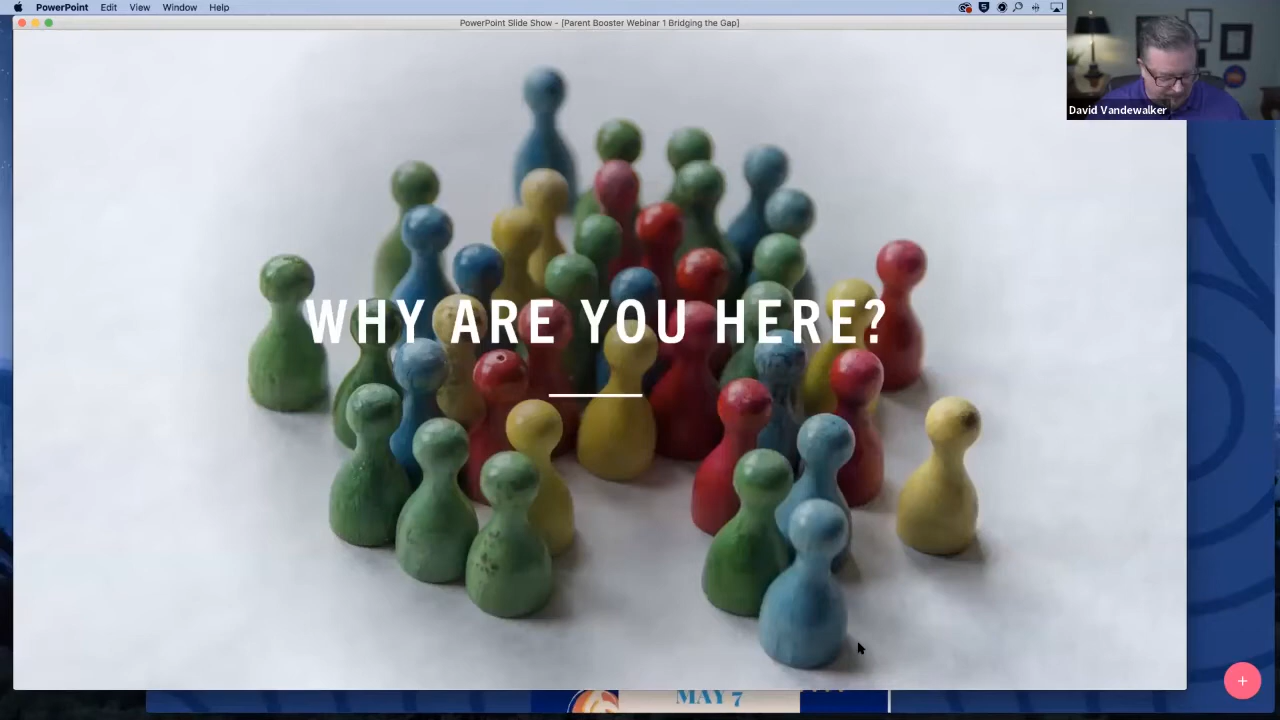 PowerPoint Edit View Window Help
PowerPoint Slide Show - [Parent Booster Webinar 1 Bridging the Gap]
David Vandewalker
WHY ARE YOU HERE?
MAY 7